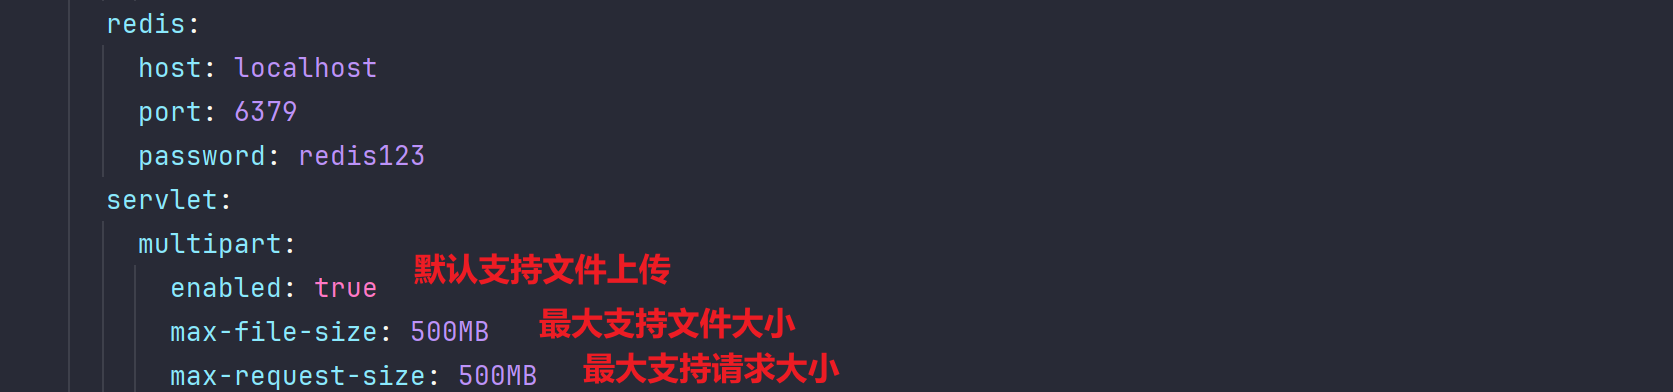 redis:
host: localhost
port: 6379
password: redis123
servlet:
multipart:
enabled: true 默认支持文件上传
max-file-size: 500MB 最大支持文件大小
max-request-size: 500MB 最大支持请求大小